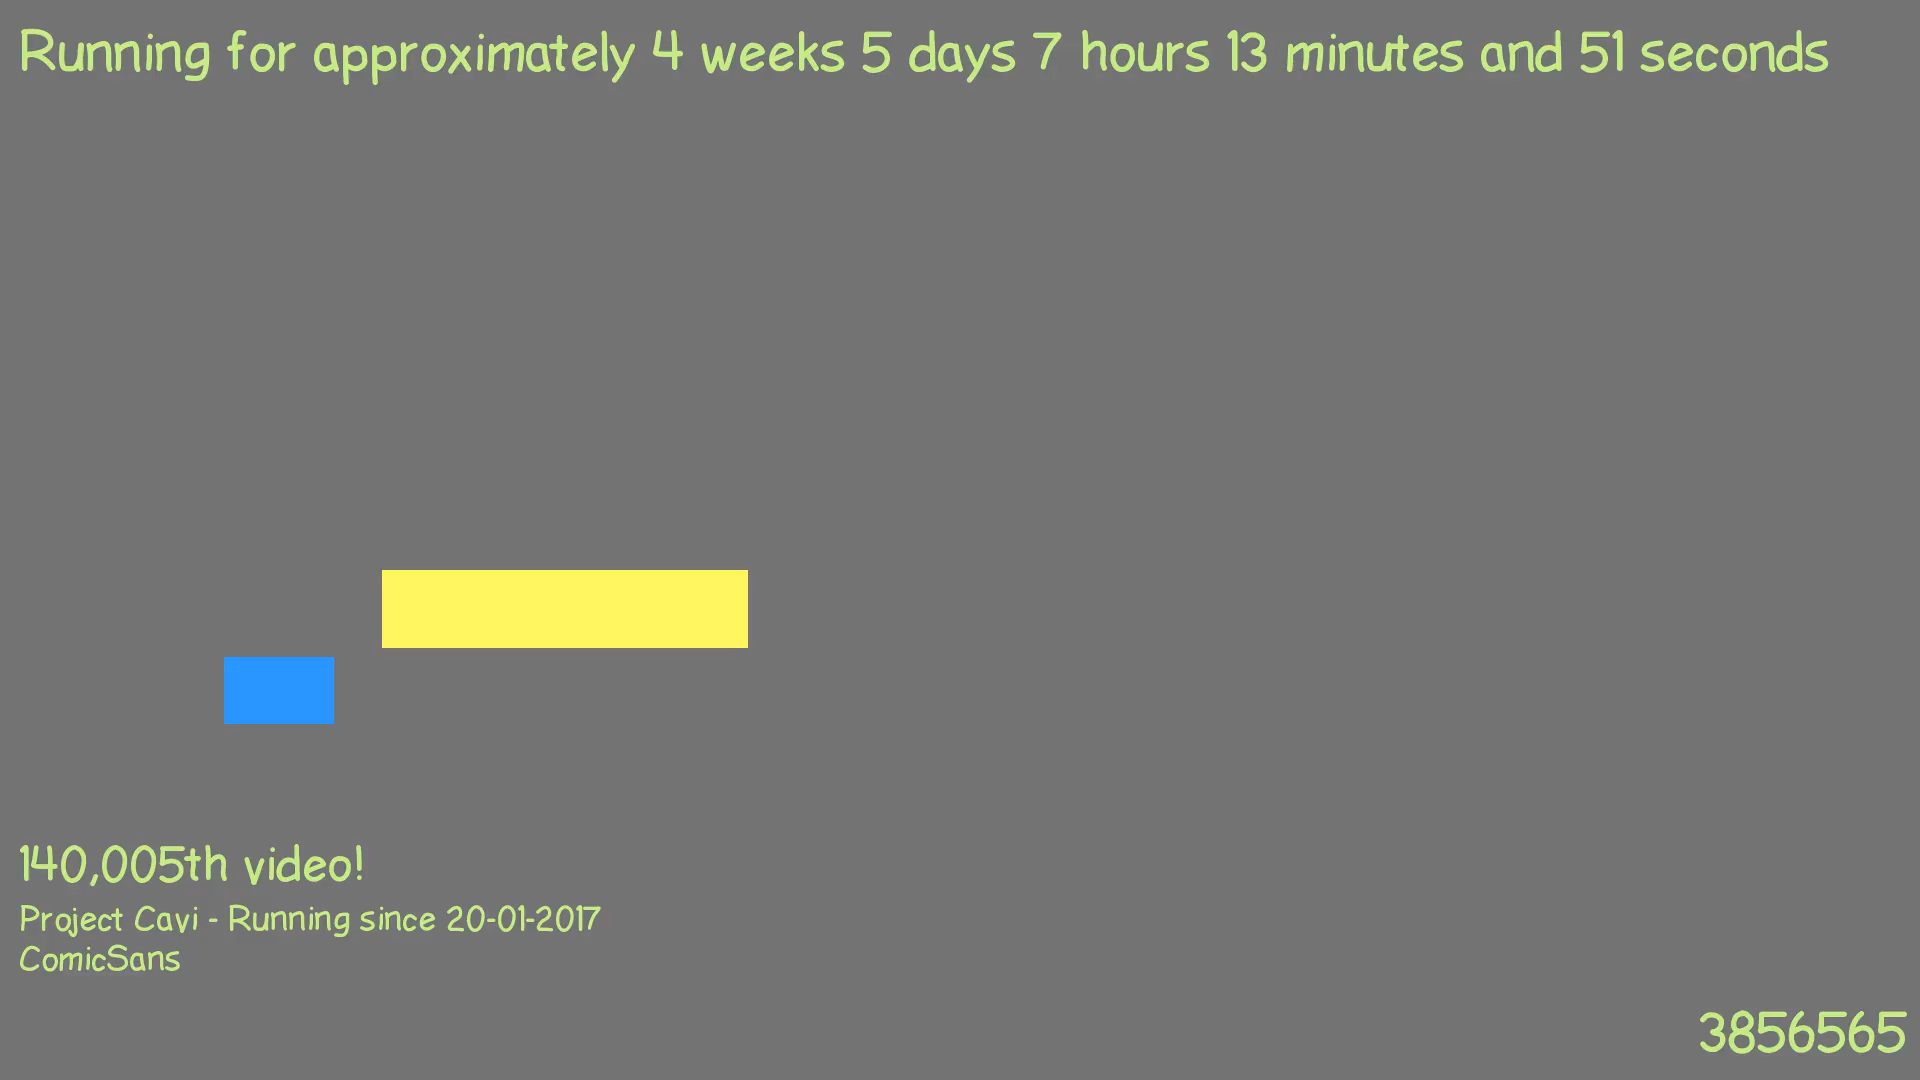 Running for approximately 4 weeks 5 days 7 hours 13 minutes and 51 seconds
140,005th video!
Project Cavi - Running since 20-01-2017
ComicSans
3856565